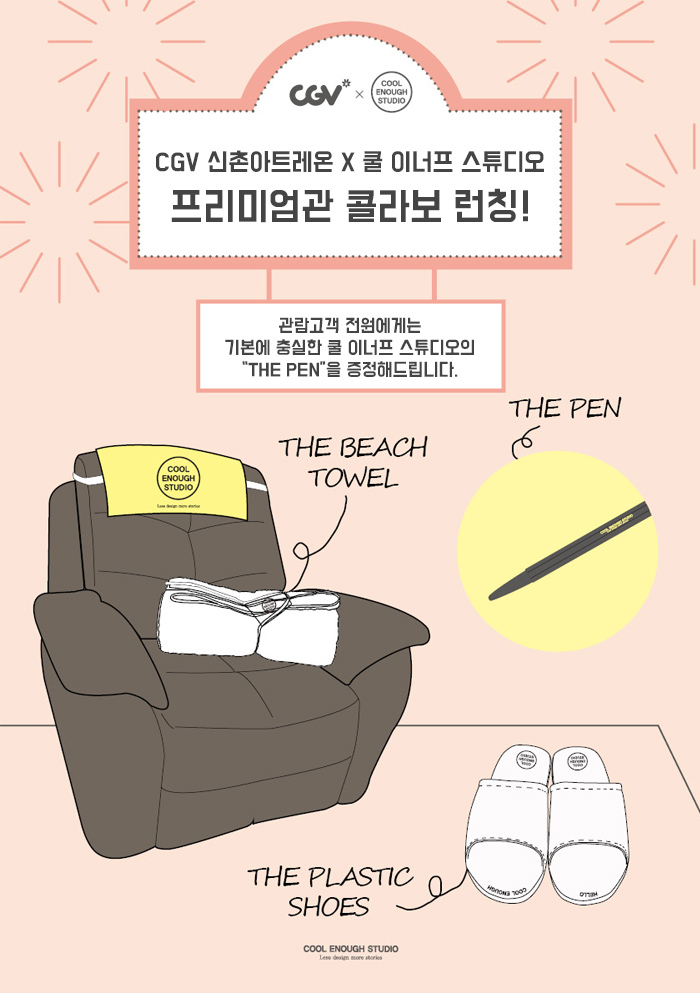 CGV × COOL ENOUGH STUDIO
CGV 신촌아트레온 X 쿨 이너프 스튜디오
프리미엄관 콜라보 런칭!
관람고객 전원에게는
기본에 충실한 쿨 이너프 스튜디오의
"THE PEN"을 증정해드립니다.
THE PEN
THE BEACH
TOWEL
COOL
ENOUGH
STUDIO
Less design more stories
COOL ENOUGH STUDIO
THE PLASTIC
SHOES
COOL ENOUGH
HELLO
COOL ENOUGH STUDIO
Less design more stories